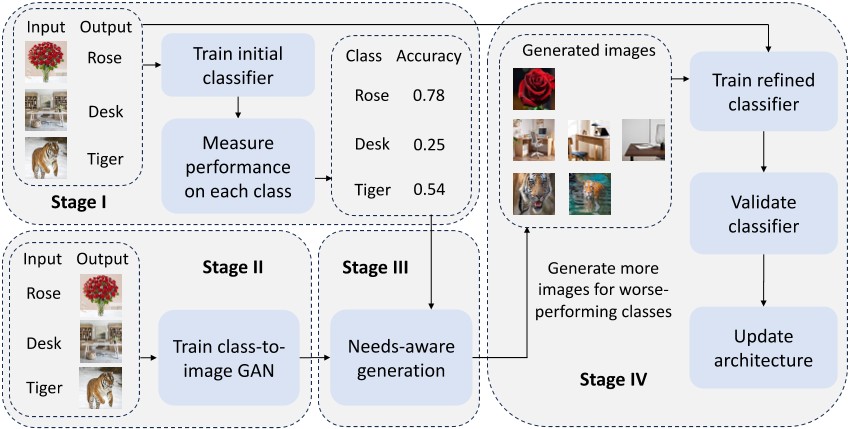 Input Output
Rose
Desk
Tiger
Stage I
Train initial
classifier
Measure
performance
on each class
Class Accuracy
Rose 0.78
Desk 0.25
Tiger 0.54
Input Output
Rose
Desk
Tiger
Stage II
Train class-to-
image GAN
Stage III
Needs-aware
generation
Generated images
Generate more
images for worse-
performing classes
Stage IV
Train refined
classifier
Validate
classifier
Update
architecture